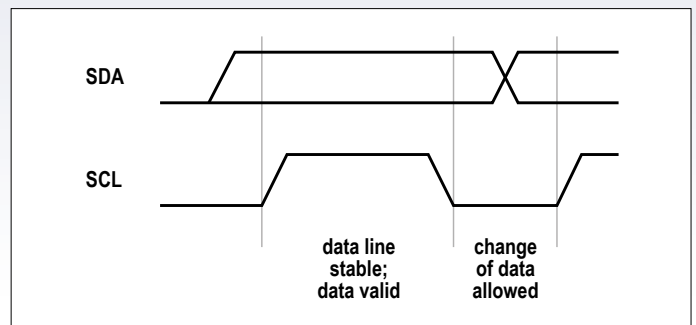 SDA
SCL
data line
stable;
data valid
change
of data
allowed